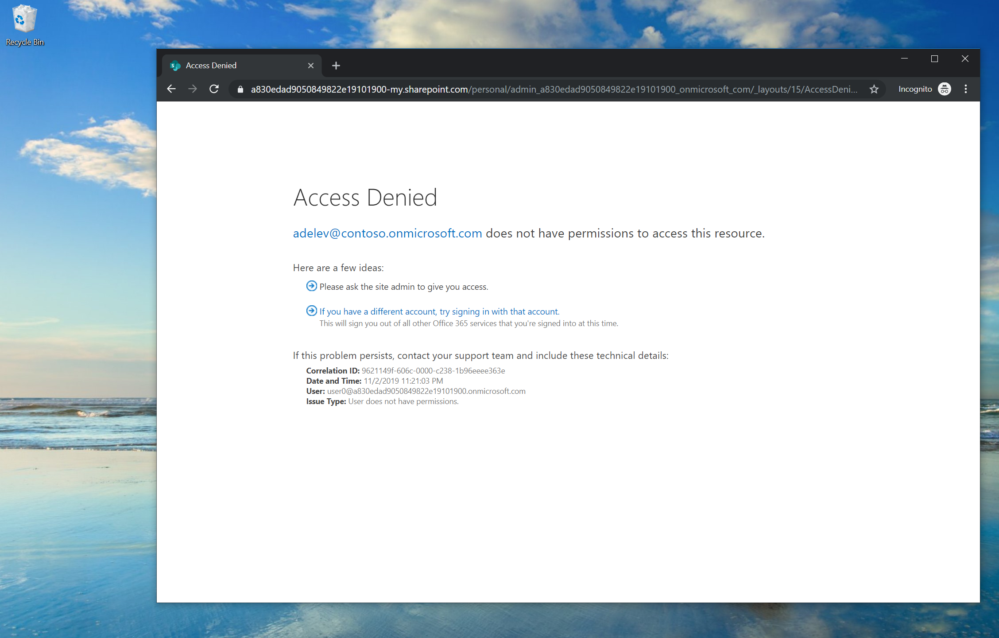 Recycle Bin
Access Denied
a830edad9050849822e19101900-my.sharepoint.com/personal/admin_a830edad9050849822e19101900_onmicrosoft_com/_layouts/15/AccessDeni...
Incognito
Access Denied
adelev@contoso.onmicrosoft.com does not have permissions to access this resource.
Here are a few ideas:
Please ask the site admin to give you access.
If you have a different account, try signing in with that account.
This will sign you out of all other Office 365 services that you're signed into at this time.
If this problem persists, contact your support team and include these technical details:
Correlation ID: 9621149f-606c-0000-c238-1b96eeee363e
Date and Time: 11/2/2019 11:21:03 PM
User: user0@a830edad9050849822e19101900.onmicrosoft.com
Issue Type: User does not have permissions.